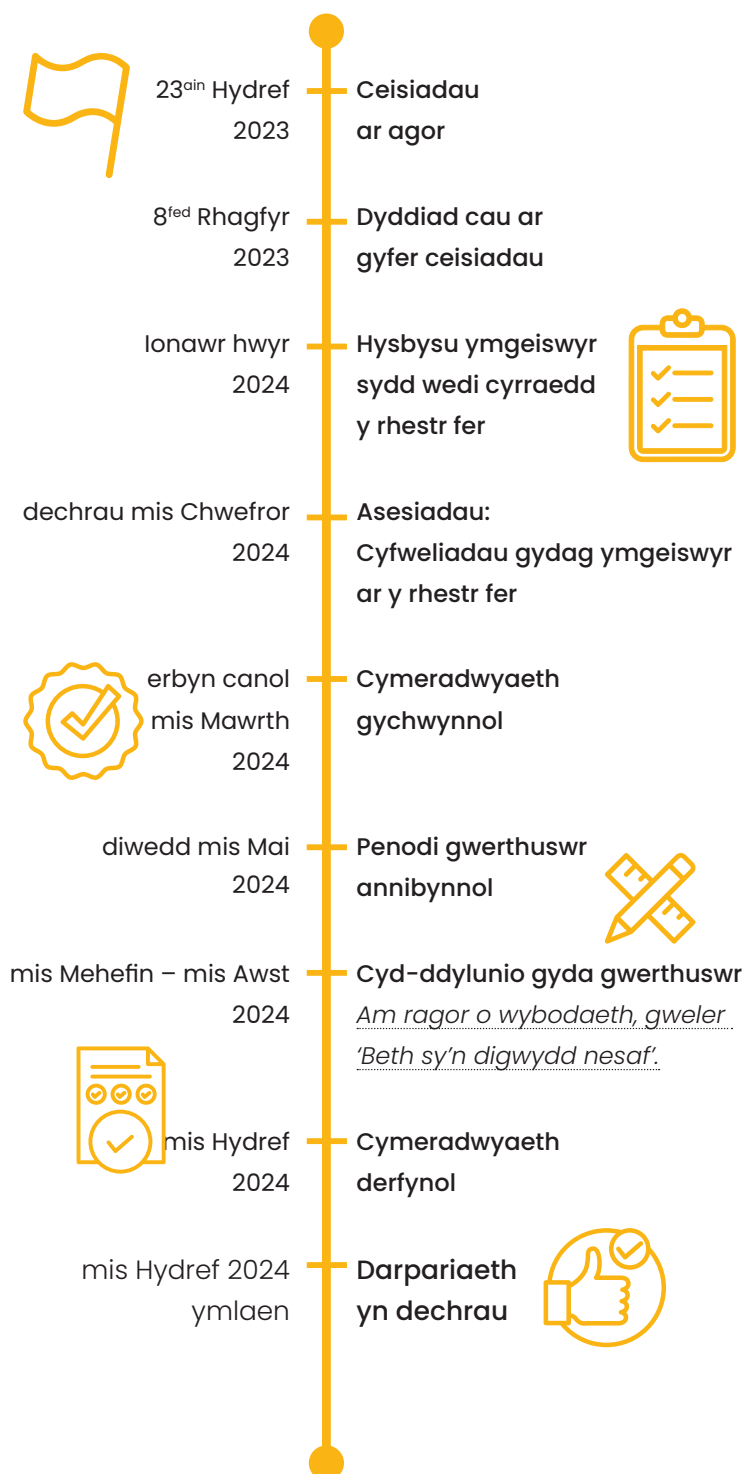 23ain Hydref
2023
Ceisiadau
ar agor
8fed Rhagfyr
2023
Dyddiad cau ar
gyfer ceisiadau
Ionawr hwyr
2024
Hysbysu ymgeiswyr
sydd wedi cyrraedd
y rhestr fer
dechrau mis Chwefror
2024
Asesiadau:
Cyfweliadau gydag ymgeiswyr
ar y rhestr fer
erbyn canol
mis Mawrth
2024
Cymeradwyaeth
gychwynnol
diwedd mis Mai
2024
Penodi gwerthuswr
annibynnol
mis Mehefin – mis Awst
2024
Cyd-ddylunio gyda gwerthuswr
Am ragor o wybodaeth, gweler
‘Beth sy’n digwydd nesaf’.
mis Hydref
2024
Cymeradwyaeth
derfynol
mis Hydref 2024
ymlaen
Darpariaeth
yn dechrau